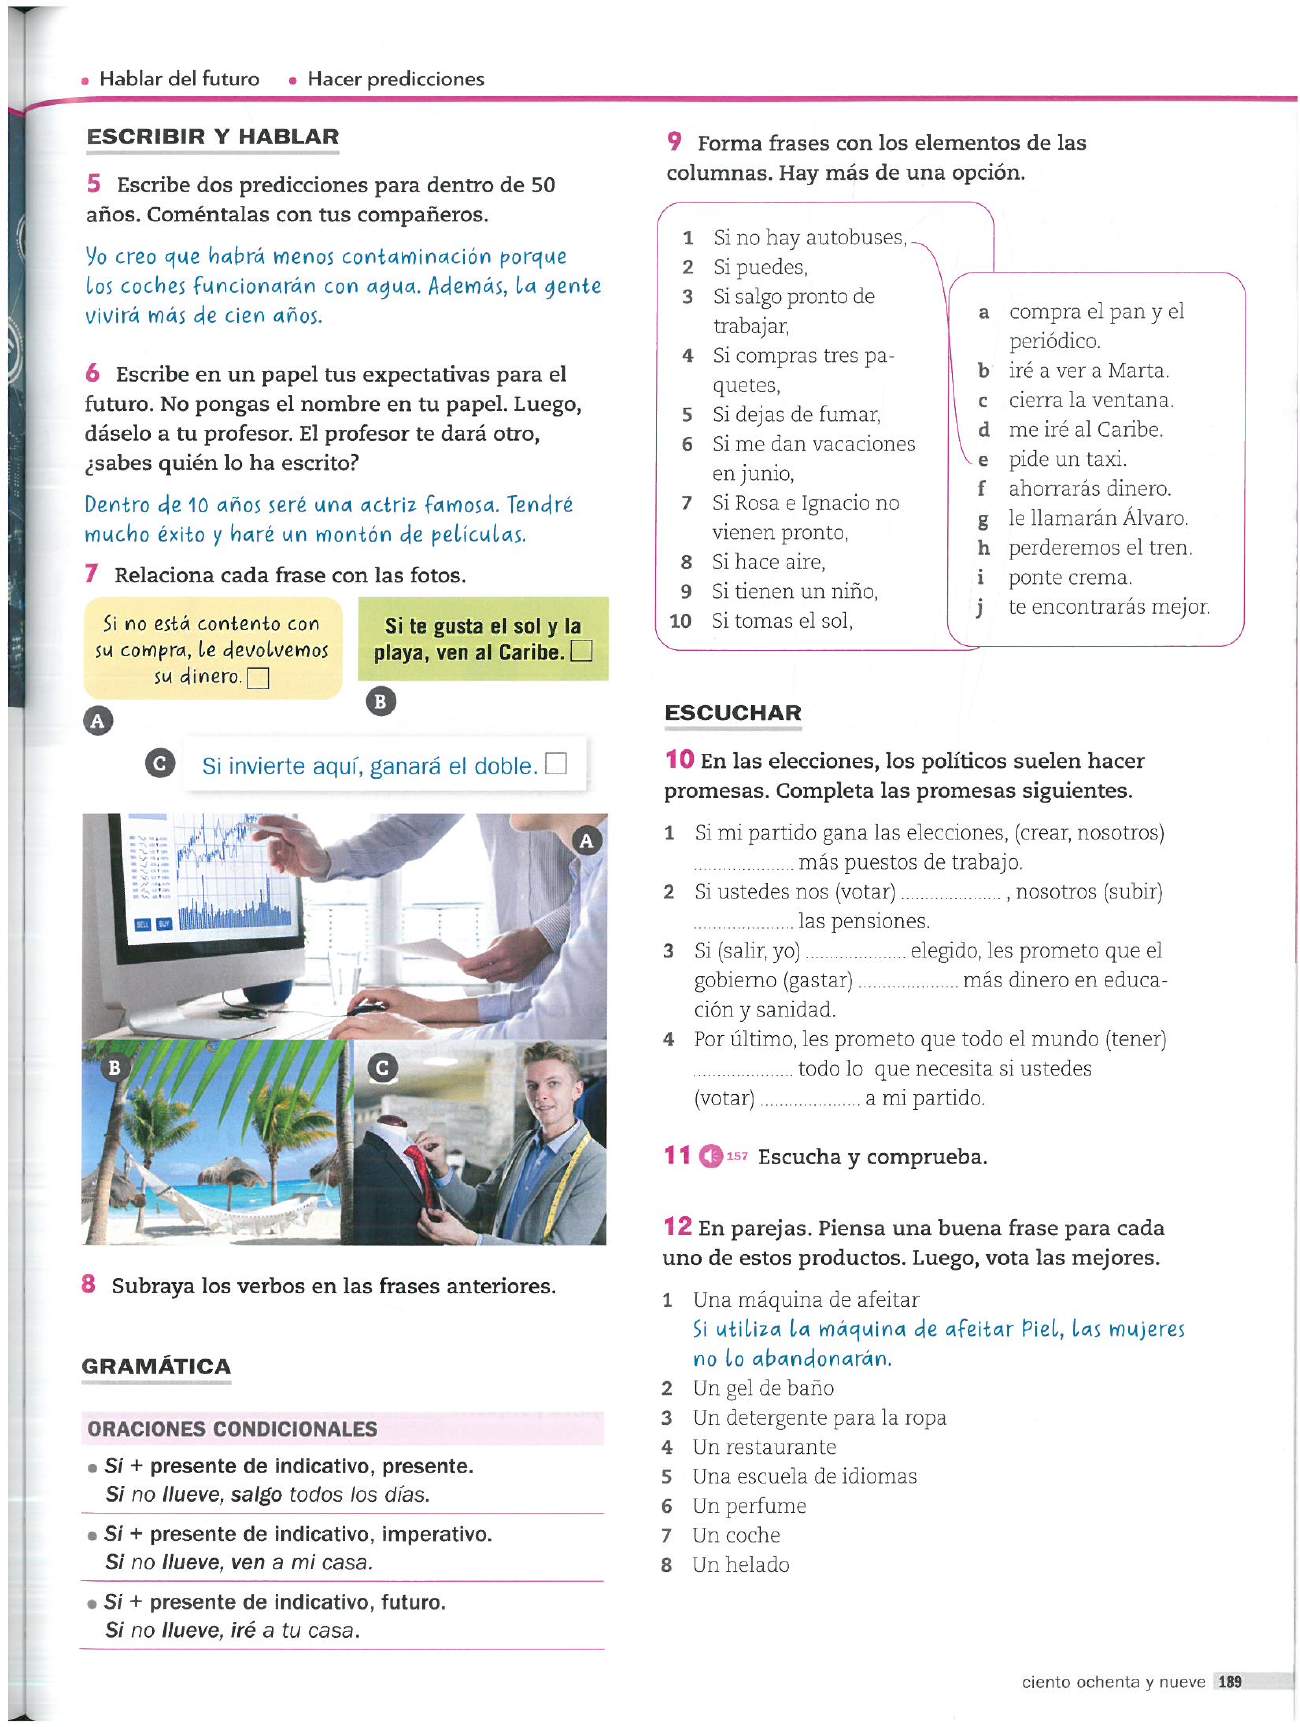 • Hablar del futuro • Hacer predicciones
ESCRIBIR Y HABLAR
5 Escribe dos predicciones para dentro de 50
años. Coméntalas con tus compañeros.
Yo creo que habrá menos contaminación porque
los coches funcionarán con agua. Además, la gente
vivirá más de cien años.
6 Escribe en un papel tus expectativas para el
futuro. No pongas el nombre en tu papel. Luego,
dáselo a tu profesor. El profesor te dará otro,
¿sabes quién lo ha escrito?
Dentro de 10 años seré una actriz famosa. Tendré
mucho éxito y haré un montón de películas.
7 Relaciona cada frase con las fotos.
Si no está contento con
su compra, le devolvemos
su dinero.
A
Si te gusta el sol y la
playa, ven al Caribe.
B
C Si invierte aquí, ganará el doble.
A
SELL BUY
B
C
8 Subraya los verbos en las frases anteriores.
GRAMÁTICA
ORACIONES CONDICIONALES
• Si + presente de indicativo, presente.
Si no llueve, salgo todos los días.
• Si + presente de indicativo, imperativo.
Si no llueve, ven a mi casa.
• Si + presente de indicativo, futuro.
Si no llueve, iré a tu casa.
9 Forma frases con los elementos de las
columnas. Hay más de una opción.
1 Si no hay autobuses,
2 Si puedes,
3 Si salgo pronto de
trabajar,
4 Si compras tres pa-
quetes,
5 Si dejas de fumar,
6 Si me dan vacaciones
en junio,
7 Si Rosa e Ignacio no
vienen pronto,
8 Si hace aire,
9 Si tienen un niño,
10 Si tomas el sol,
a compra el pan y el
periódico.
b iré a ver a Marta.
c cierra la ventana.
d me iré al Caribe.
e pide un taxi.
f ahorrarás dinero.
g le llamarán Álvaro.
h perderemos el tren.
i ponte crema.
j te encontrarás mejor.
ESCUCHAR
10 En las elecciones, los políticos suelen hacer
promesas. Completa las promesas siguientes.
1 Si mi partido gana las elecciones, (crear, nosotros)
..................... más puestos de trabajo.
2 Si ustedes nos (votar) ..................... , nosotros (subir)
..................... las pensiones.
3 Si (salir, yo) ..................... elegido, les prometo que el
gobierno (gastar) ..................... más dinero en educa-
ción y sanidad.
4 Por último, les prometo que todo el mundo (tener)
..................... todo lo que necesita si ustedes
(votar) ..................... a mi partido.
11 157 Escucha y comprueba.
12 En parejas. Piensa una buena frase para cada
uno de estos productos. Luego, vota las mejores.
1 Una máquina de afeitar
Si utiliza la máquina de afeitar Piel, las mujeres
no lo abandonarán.
2 Un gel de baño
3 Un detergente para la ropa
4 Un restaurante
5 Una escuela de idiomas
6 Un perfume
7 Un coche
8 Un helado
ciento ochenta y nueve 189